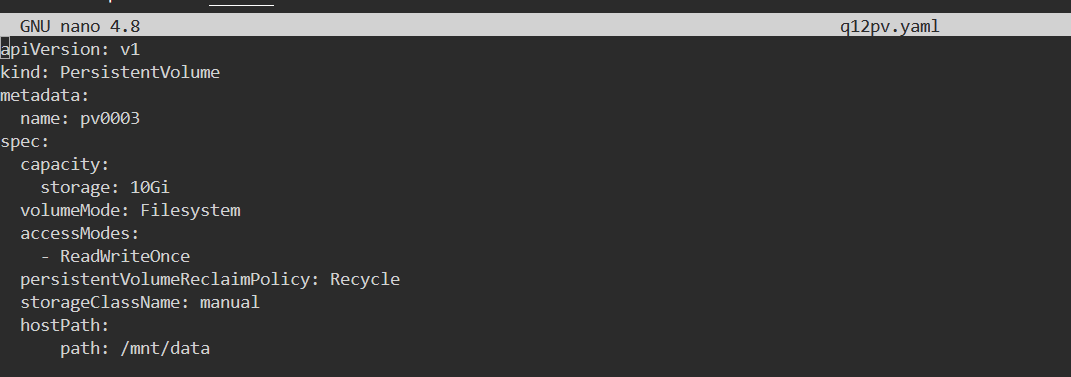 GNU nano 4.8 q12pv.yaml
apiVersion: v1
kind: PersistentVolume
metadata:
  name: pv0003
spec:
  capacity:
    storage: 10Gi
  volumeMode: Filesystem
  accessModes:
    - ReadWriteOnce
  persistentVolumeReclaimPolicy: Recycle
  storageClassName: manual
  hostPath:
      path: /mnt/data